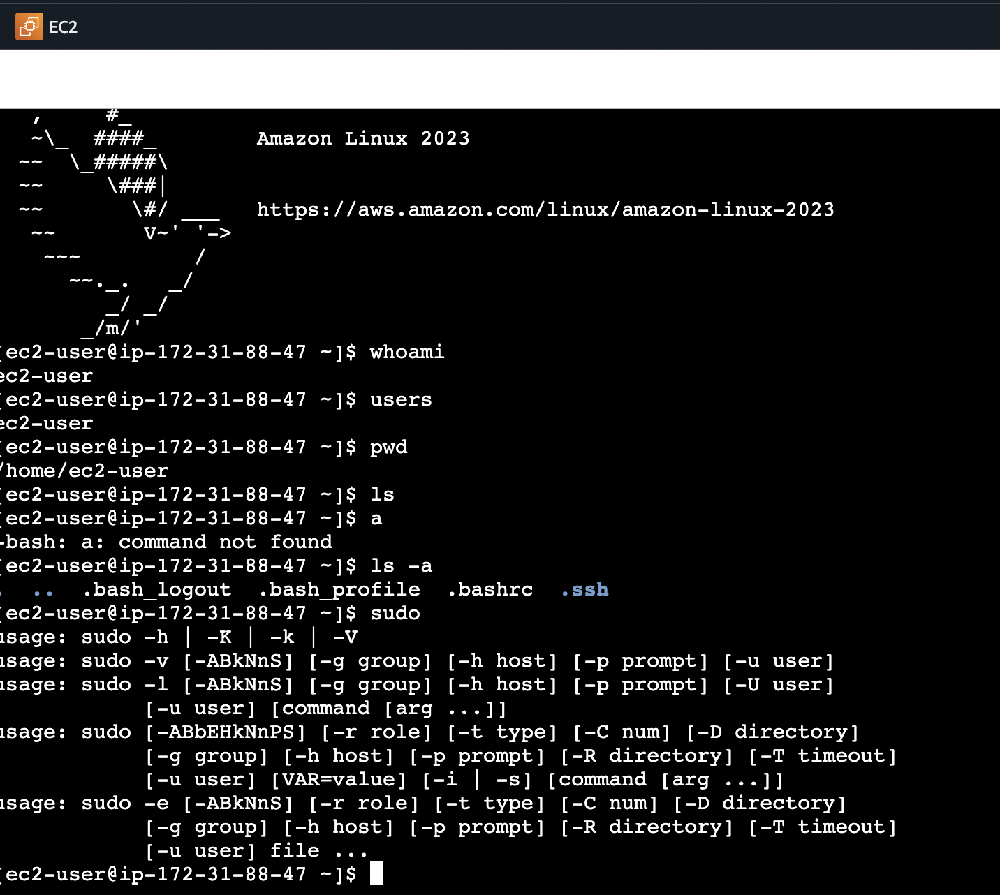 EC2
,      #_
~\_  ####_        Amazon Linux 2023
~~  \_#####\
~~     \###|
~~       \#/ ___   https://aws.amazon.com/linux/amazon-linux-2023
~~       V~' '->
~~~         /
~~._.   _/
_/ _/
_/m/'
[ec2-user@ip-172-31-88-47 ~]$ whoami
ec2-user
[ec2-user@ip-172-31-88-47 ~]$ users
ec2-user
[ec2-user@ip-172-31-88-47 ~]$ pwd
/home/ec2-user
[ec2-user@ip-172-31-88-47 ~]$ ls
[ec2-user@ip-172-31-88-47 ~]$ a
-bash: a: command not found
[ec2-user@ip-172-31-88-47 ~]$ ls -a
.  ..  .bash_logout  .bash_profile  .bashrc  .ssh
[ec2-user@ip-172-31-88-47 ~]$ sudo
usage: sudo -h | -K | -k | -V
usage: sudo -v [-ABkNnS] [-g group] [-h host] [-p prompt] [-u user]
usage: sudo -l [-ABkNnS] [-g group] [-h host] [-p prompt] [-U user]
[-u user] [command [arg ...]]
usage: sudo [-ABbEHkNnPS] [-r role] [-t type] [-C num] [-D directory]
[-g group] [-h host] [-p prompt] [-R directory] [-T timeout]
[-u user] [VAR=value] [-i | -s] [command [arg ...]]
usage: sudo -e [-ABkNnS] [-r role] [-t type] [-C num] [-D directory]
[-g group] [-h host] [-p prompt] [-R directory] [-T timeout]
[-u user] file ...
[ec2-user@ip-172-31-88-47 ~]$